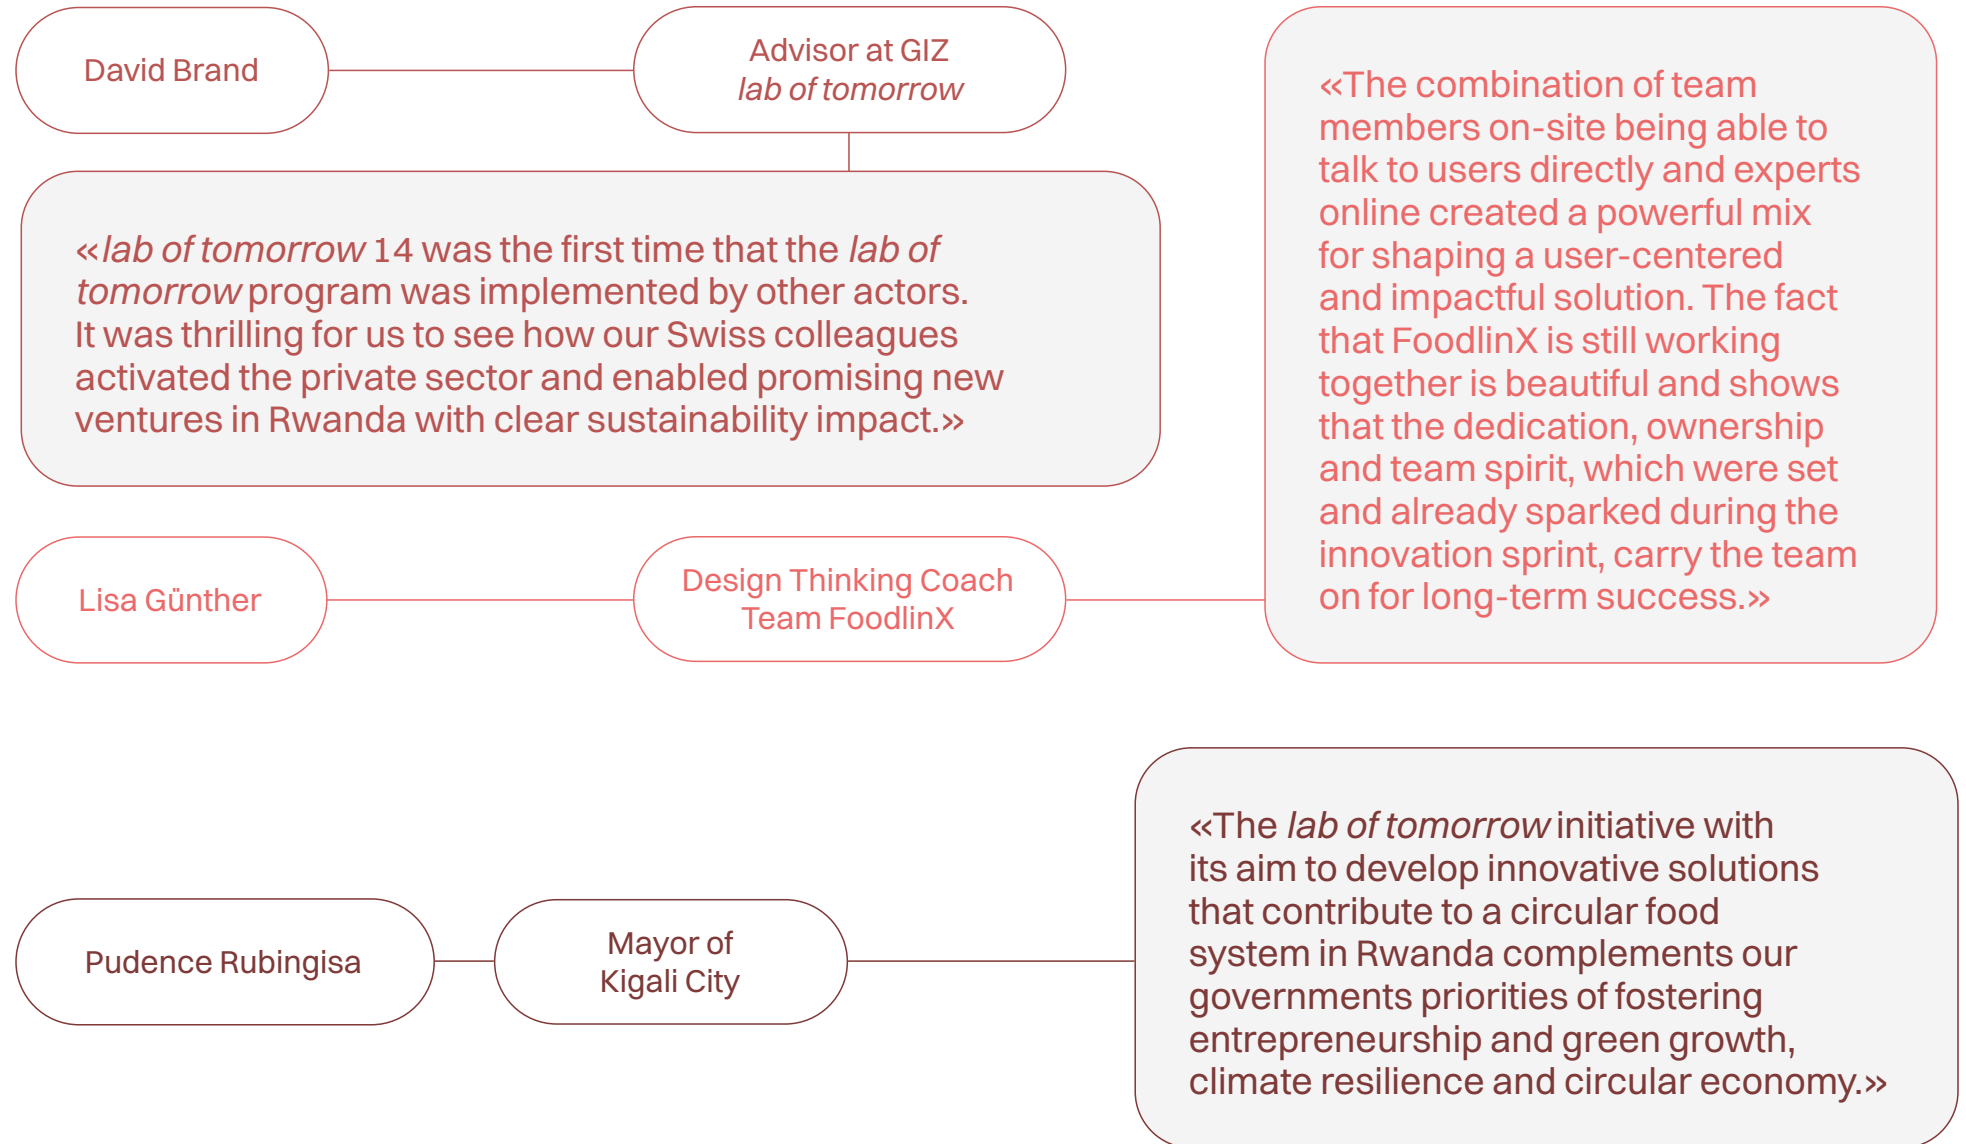 David Brand
Advisor at GIZ
lab of tomorrow
«lab of tomorrow 14 was the first time that the lab of
tomorrow program was implemented by other actors.
It was thrilling for us to see how our Swiss colleagues
activated the private sector and enabled promising new
ventures in Rwanda with clear sustainability impact.»
Lisa Günther
Design Thinking Coach
Team FoodlinX
«The combination of team
members on-site being able to
talk to users directly and experts
online created a powerful mix
for shaping a user-centered
and impactful solution. The fact
that FoodlinX is still working
together is beautiful and shows
that the dedication, ownership
and team spirit, which were set
and already sparked during the
innovation sprint, carry the team
on for long-term success.»
Pudence Rubingisa
Mayor of
Kigali City
«The lab of tomorrow initiative with
its aim to develop innovative solutions
that contribute to a circular food
system in Rwanda complements our
governments priorities of fostering
entrepreneurship and green growth,
climate resilience and circular economy.»